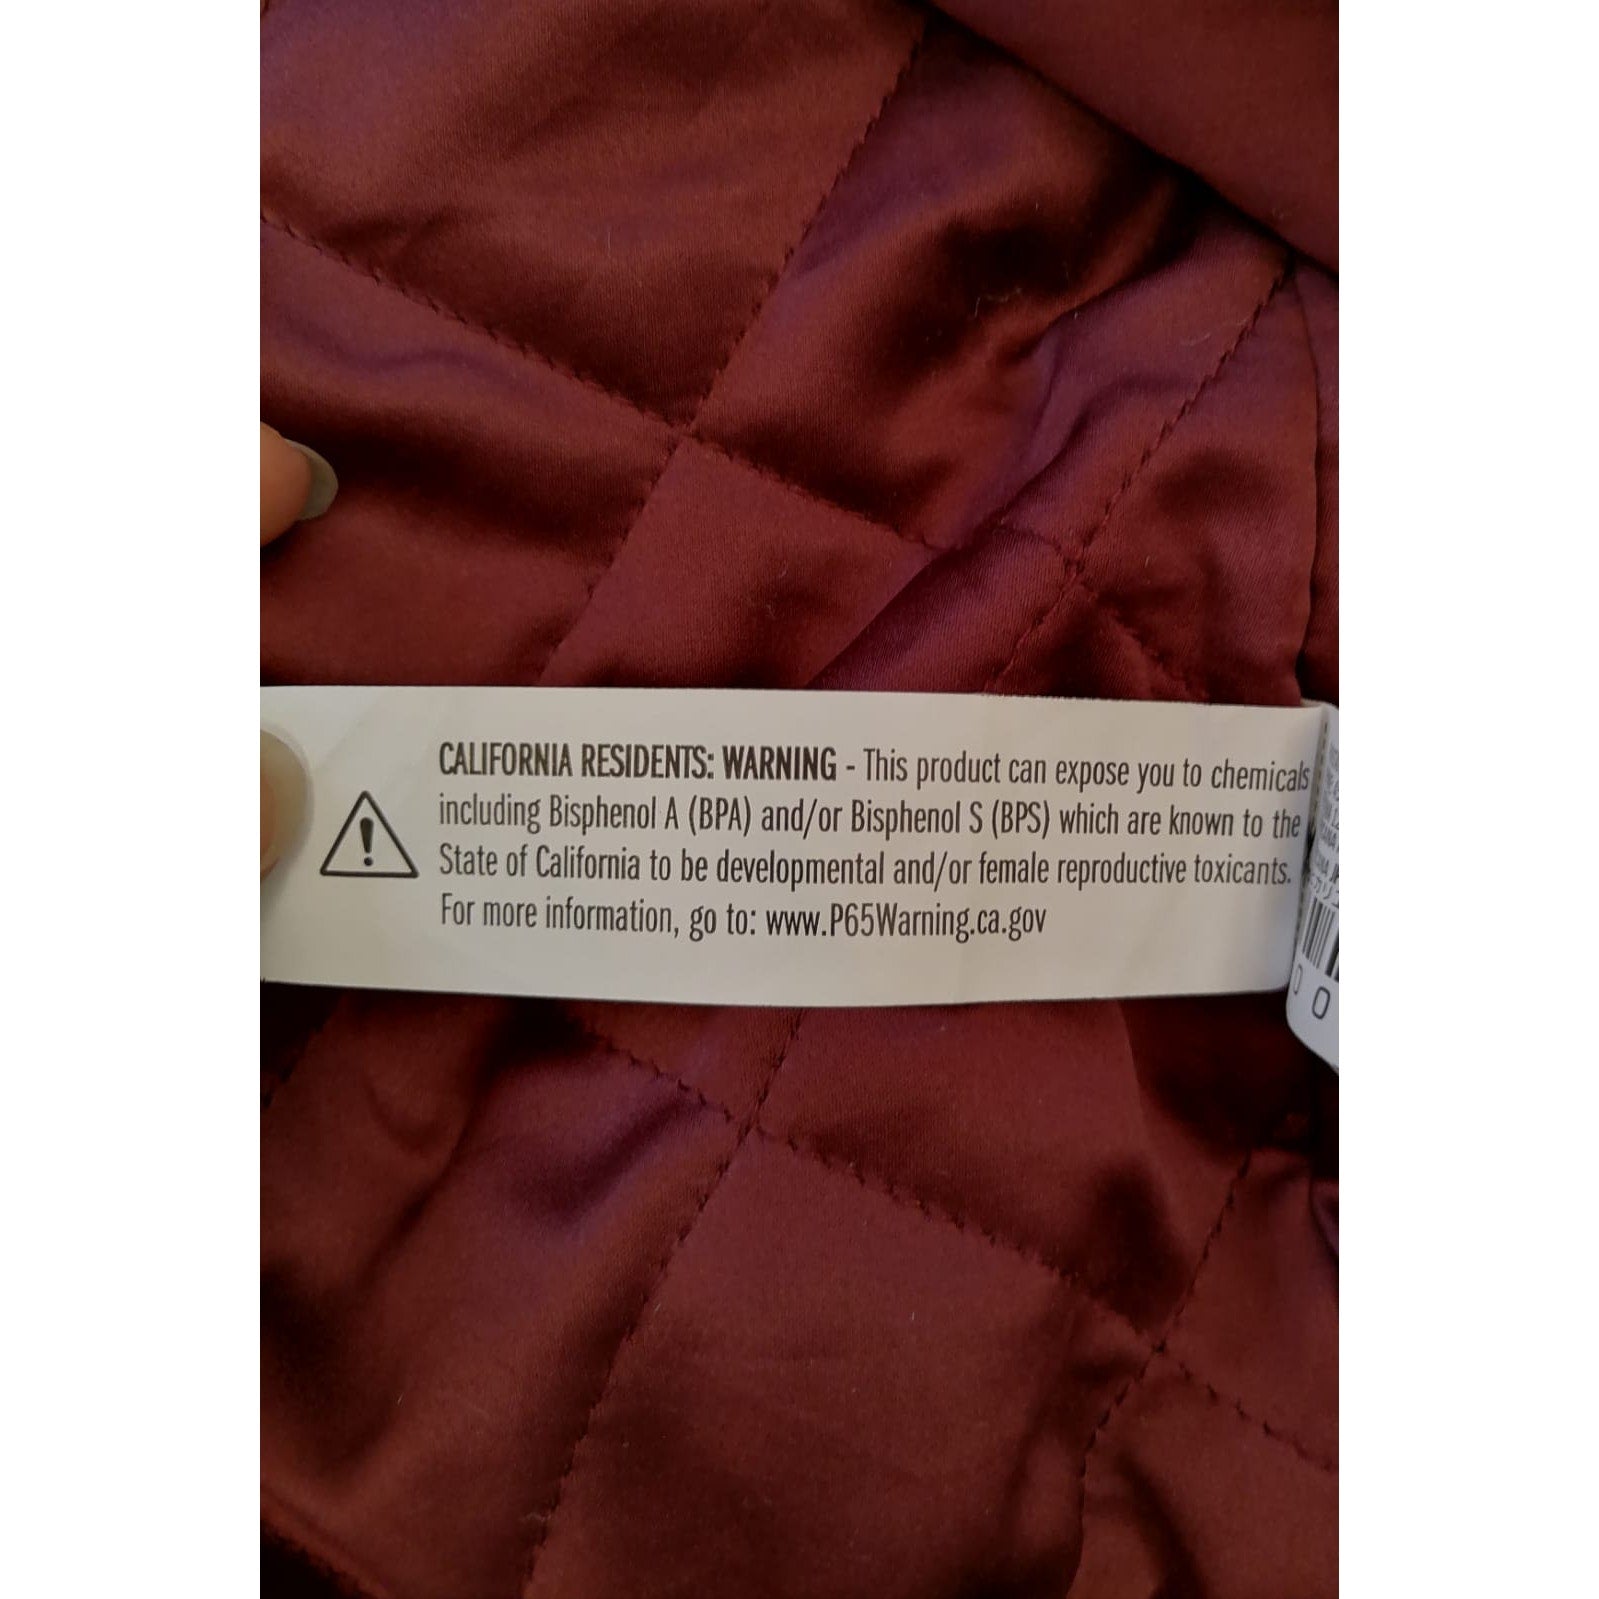 CALIFORNIA RESIDENTS: WARNING - This product can expose you to chemicals
including Bisphenol A (BPA) and/or Bisphenol S (BPS) which are known to the
State of California to be developmental and/or female reproductive toxicants.
For more information, go to: www.P65Warning.ca.gov
0